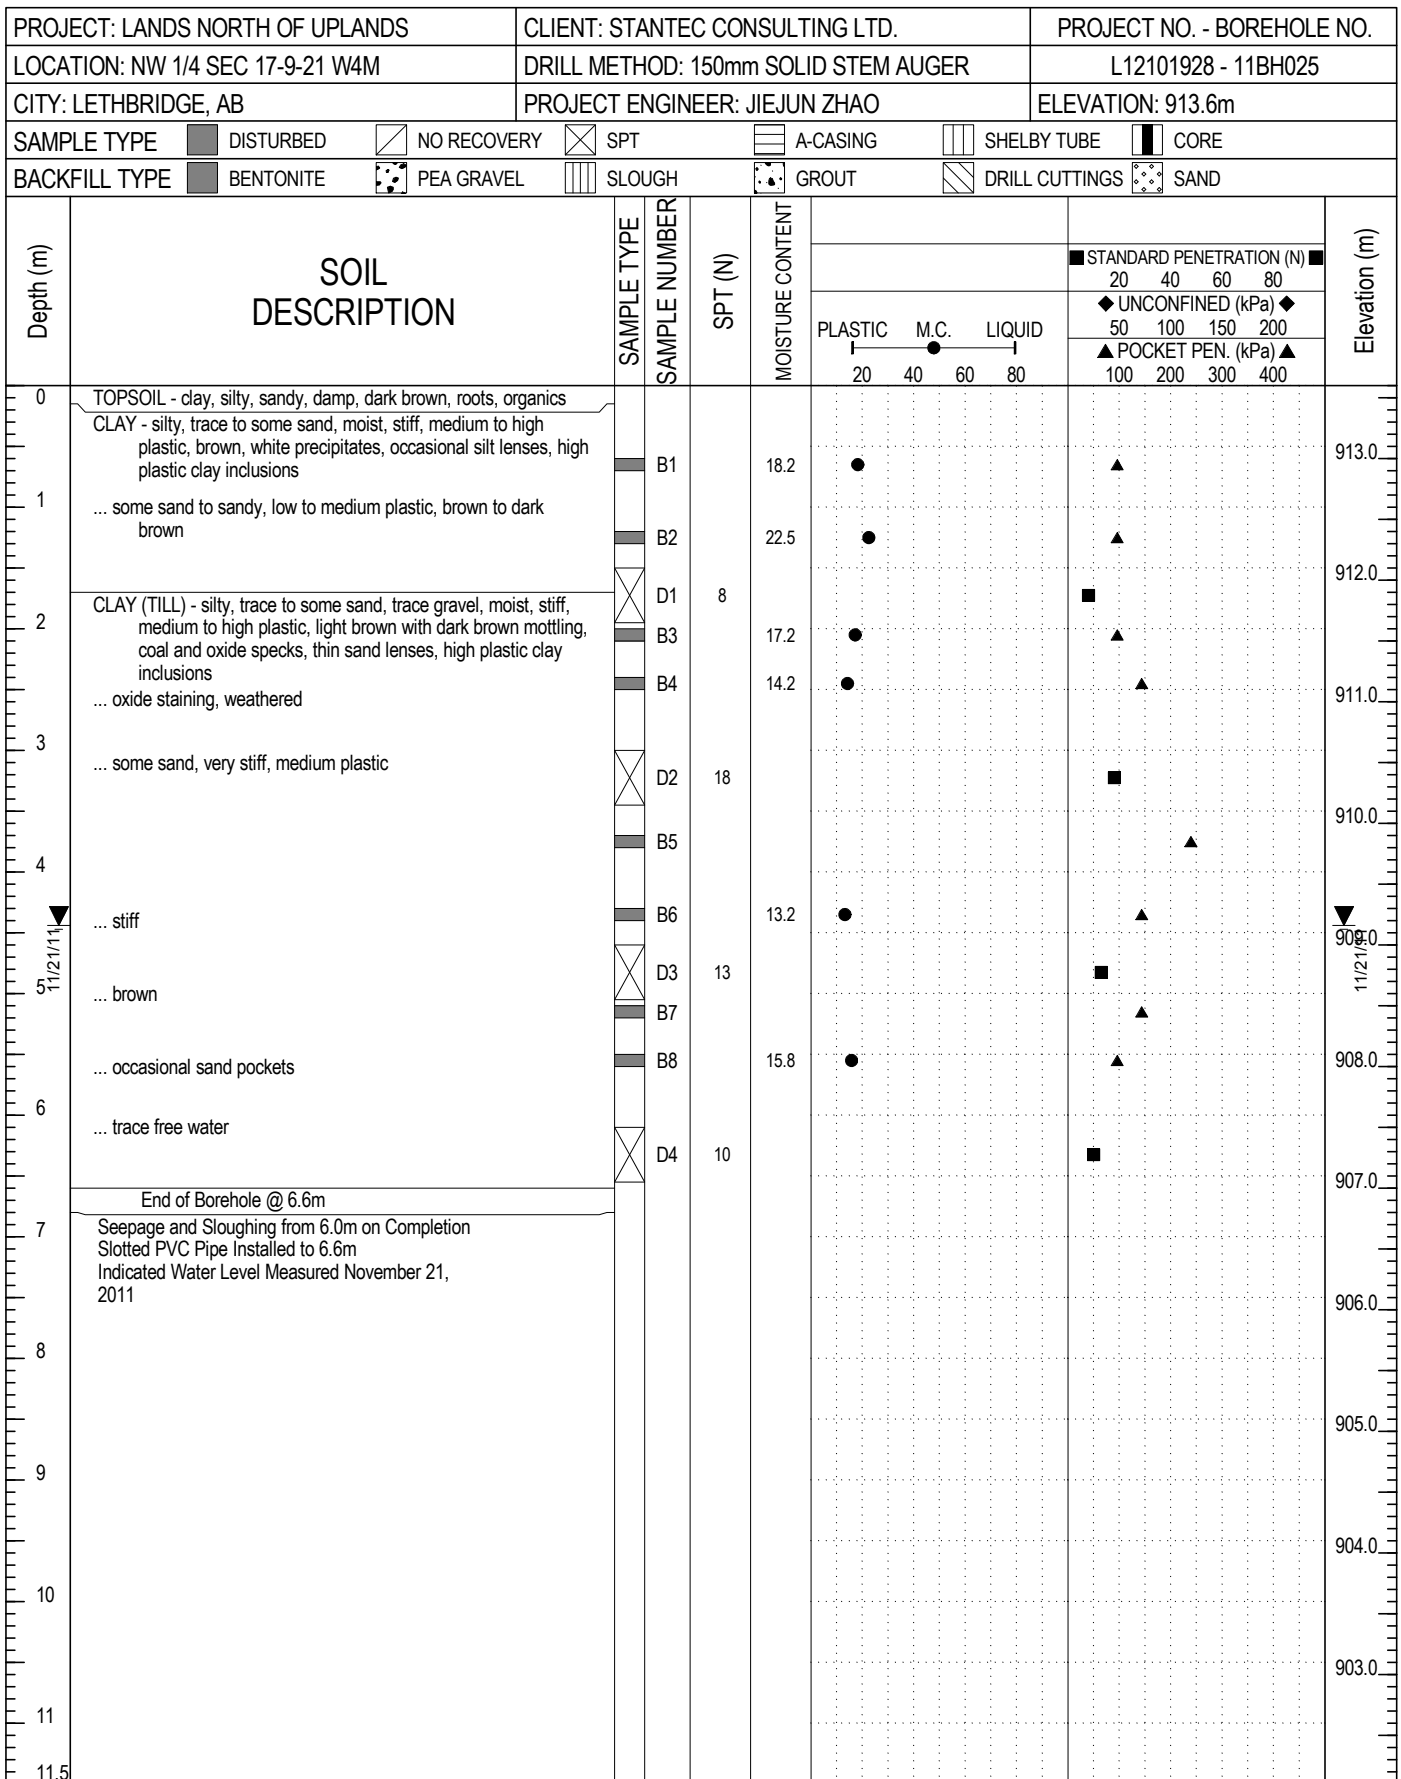 PROJECT: LANDS NORTH OF UPLANDS CLIENT: STANTEC CONSULTING LTD. PROJECT NO. - BOREHOLE NO.
LOCATION: NW 1/4 SEC 17-9-21 W4M DRILL METHOD: 150mm SOLID STEM AUGER L12101928 - 11BH025
CITY: LETHBRIDGE, AB PROJECT ENGINEER: JIEJUN ZHAO ELEVATION: 913.6m
SAMPLE TYPE DISTURBED NO RECOVERY SPT A-CASING SHELBY TUBE CORE
BACKFILL TYPE BENTONITE PEA GRAVEL SLOUGH GROUT DRILL CUTTINGS SAND
Depth (m)
SOIL
DESCRIPTION
SAMPLE TYPE
SAMPLE NUMBER
SPT (N)
MOISTURE CONTENT
PLASTIC M.C. LIQUID
20 40 60 80
STANDARD PENETRATION (N)
20 40 60 80
UNCONFINED (kPa)
50 100 150 200
POCKET PEN. (kPa)
100 200 300 400
Elevation (m)
0 TOPSOIL - clay, silty, sandy, damp, dark brown, roots, organics
CLAY - silty, trace to some sand, moist, stiff, medium to high
plastic, brown, white precipitates, occasional silt lenses, high
plastic clay inclusions
B1 18.2 913.0
1 ... some sand to sandy, low to medium plastic, brown to dark
brown
B2 22.5
912.0
D1 8
CLAY (TILL) - silty, trace to some sand, trace gravel, moist, stiff,
2 medium to high plastic, light brown with dark brown mottling,
B3 17.2
coal and oxide specks, thin sand lenses, high plastic clay
inclusions
B4 14.2
... oxide staining, weathered 911.0
3
... some sand, very stiff, medium plastic
D2 18
910.0
B5
4
B6 13.2
... stiff
11/21/11
909.0
11/21/11
D3 13
5 ... brown
B7
B8 15.8
... occasional sand pockets 908.0
6
... trace free water
D4 10
907.0
End of Borehole @ 6.6m
7 Seepage and Sloughing from 6.0m on Completion
Slotted PVC Pipe Installed to 6.6m
Indicated Water Level Measured November 21,
2011
906.0
8
905.0
9
904.0
10
903.0
11
11.5